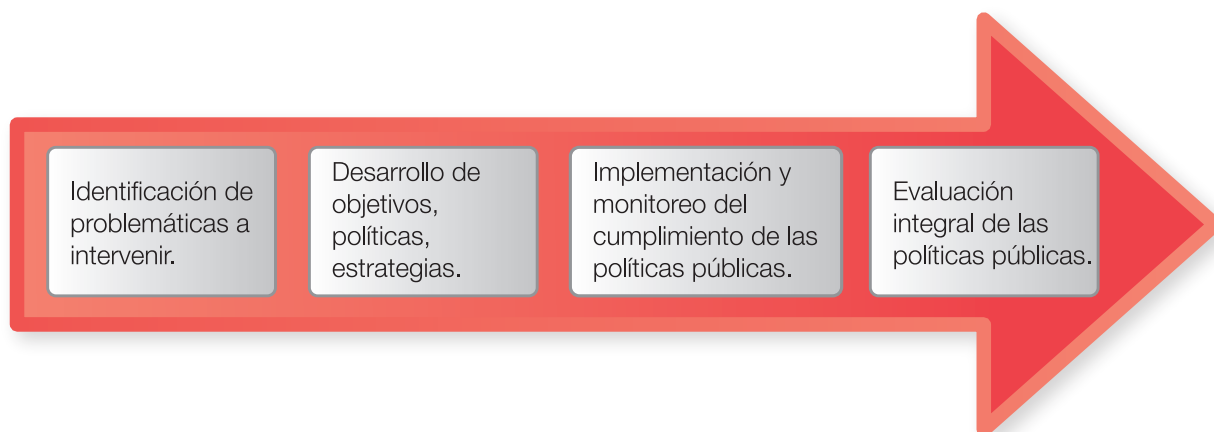 Identificación de
problemáticas a
intervenir.
Desarrollo de
objetivos,
políticas,
estrategias.
Implementación y
monitoreo del
cumplimiento de las
políticas públicas.
Evaluación
integral de las
políticas públicas.